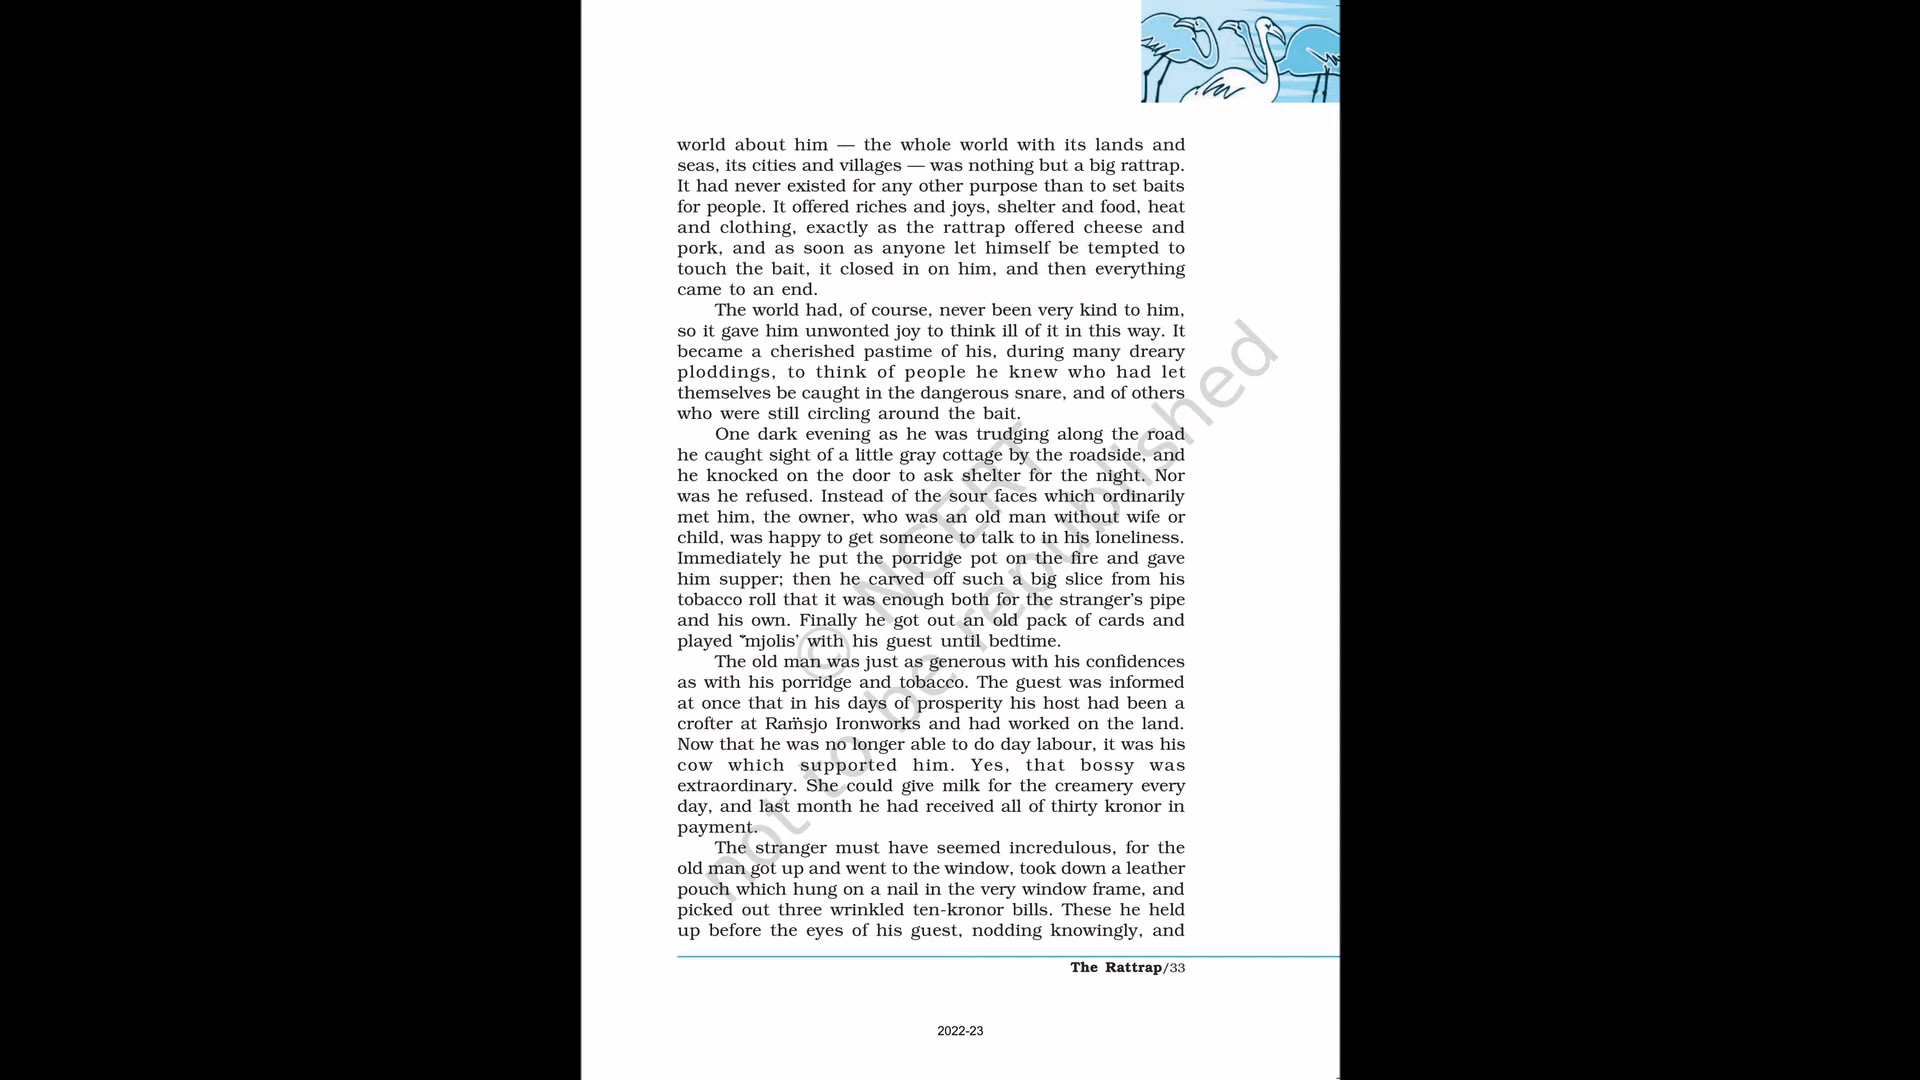 world about him — the whole world with its lands and
seas, its cities and villages — was nothing but a big rattrap.
It had never existed for any other purpose than to set baits
for people. It offered riches and joys, shelter and food, heat
and clothing, exactly as the rattrap offered cheese and
pork, and as soon as anyone let himself be tempted to
touch the bait, it closed in on him, and then everything
came to an end.
The world had, of course, never been very kind to him,
so it gave him unwonted joy to think ill of it in this way. It
became a cherished pastime of his, during many dreary
ploddings, to think of people he knew who had let
themselves be caught in the dangerous snare, and of others
who were still circling around the bait.
One dark evening as he was trudging along the road
he caught sight of a little gray cottage by the roadside, and
he knocked on the door to ask shelter for the night. Nor
was he refused. Instead of the sour faces which ordinarily
met him, the owner, who was an old man without wife or
child, was happy to get someone to talk to in his loneliness.
Immediately he put the porridge pot on the fire and gave
him supper; then he carved off such a big slice from his
tobacco roll that it was enough both for the stranger’s pipe
and his own. Finally he got out an old pack of cards and
played ‘mjolis’ with his guest until bedtime.
The old man was just as generous with his confidences
as with his porridge and tobacco. The guest was informed
at once that in his days of prosperity his host had been a
crofter at Ram̈sjo Ironworks and had worked on the land.
Now that he was no longer able to do day labour, it was his
cow which supported him. Yes, that bossy was
extraordinary. She could give milk for the creamery every
day, and last month he had received all of thirty kronor in
payment.
The stranger must have seemed incredulous, for the
old man got up and went to the window, took down a leather
pouch which hung on a nail in the very window frame, and
picked out three wrinkled ten-kronor bills. These he held
up before the eyes of his guest, nodding knowingly, and
The Rattrap/33
2022-23
© NCERT
not to be republished